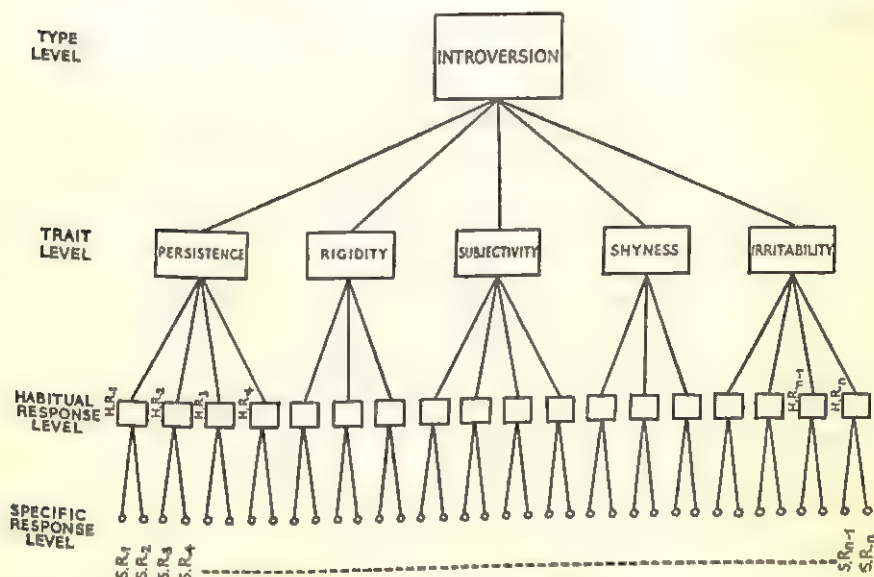 TYPE
LEVEL
INTROVERSION
TRAIT
LEVEL
PERSISTENCE
RIGIDITY
SUBJECTIVITY
SHYNESS
IRRITABILITY
HABITUAL
RESPONSE
LEVEL
H.R.1
H.R.2
H.R.3
H.R.4
H.R.n-1
H.R.n
SPECIFIC
RESPONSE
LEVEL
S.R.1
S.R.2
S.R.3
S.R.4
S.R.n-1
S.R.n